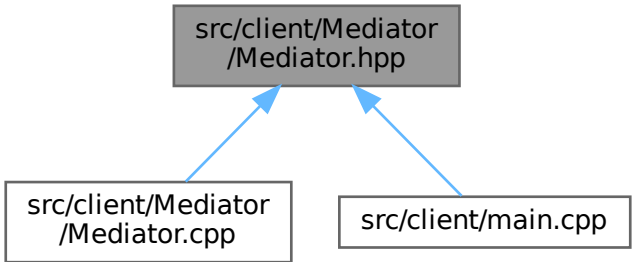 src/client/Mediator
/Mediator.hpp
src/client/Mediator
/Mediator.cpp
src/client/main.cpp